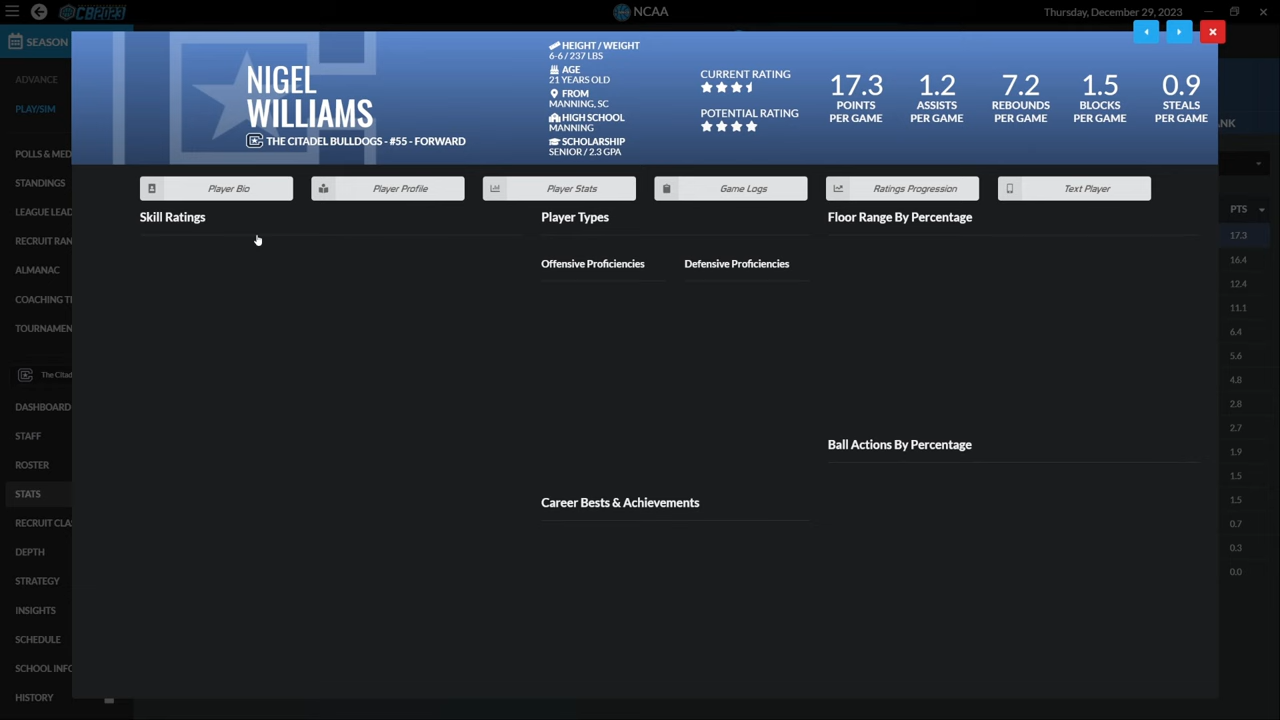 CB2023
NCAA
Thursday, December 29, 2023
SEASON
ADVANCE
PLAY/SIM
POLLS & MED
STANDINGS
LEAGUE LEAD
RECRUIT RAN
ALMANAC
COACHING T
TOURNAMEN
The Citad
DASHBOARD
STAFF
ROSTER
STATS
RECRUIT CLA
DEPTH
STRATEGY
INSIGHTS
SCHEDULE
SCHOOL INFO
HISTORY
NIGEL
WILLIAMS
THE CITADEL BULLDOGS - #55 - FORWARD
HEIGHT / WEIGHT
6-6 / 237 LBS
AGE
21 YEARS OLD
FROM
MANNING, SC
HIGH SCHOOL
MANNING
SCHOLARSHIP
SENIOR / 2.3 GPA
CURRENT RATING
POTENTIAL RATING
17.3
POINTS
PER GAME
1.2
ASSISTS
PER GAME
7.2
REBOUNDS
PER GAME
1.5
BLOCKS
PER GAME
0.9
STEALS
PER GAME
Player Bio
Player Profile
Player Stats
Game Logs
Ratings Progression
Text Player
Skill Ratings
Player Types
Floor Range By Percentage
Offensive Proficiencies
Defensive Proficiencies
Ball Actions By Percentage
Career Bests & Achievements
NK
PTS
17.3
16.4
12.4
11.1
6.4
5.6
4.8
2.8
2.7
1.9
1.5
1.5
0.7
0.3
0.0